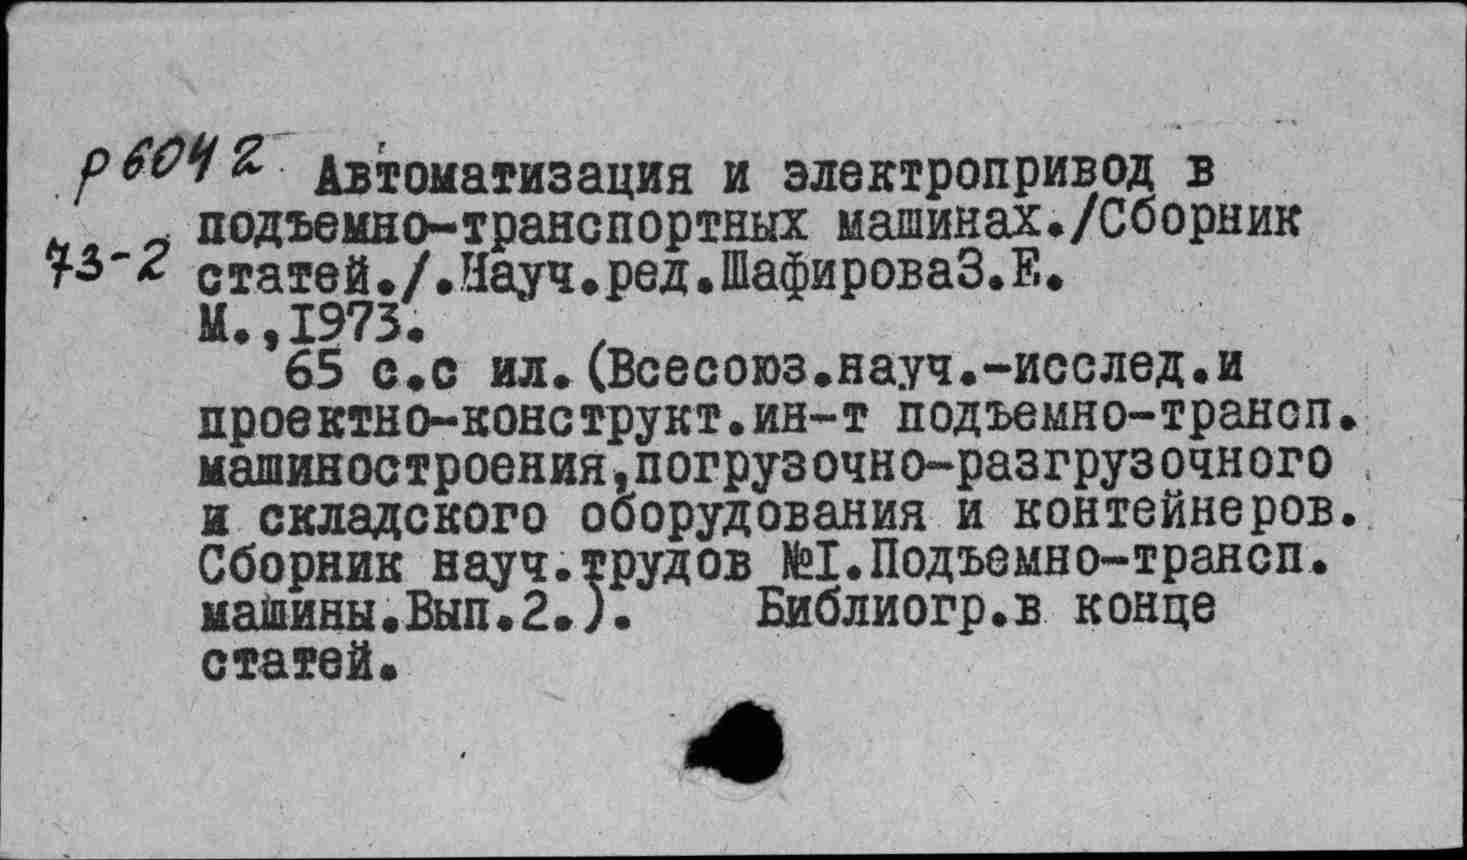 р6042 Автоматизация и электропривод в
подъемно-транспортных машинах./Сборник
73-2 статей./.Науч.ред.ШафироваЗ.Е.
М.,1973.
65 с.с ил.(Всесоюз.науч.-исслед.и
проектно-конструкт.ин-т подъемно-трансп.
машиностроения,погрузочно-разгрузочного
и складского оборудования и контейнеров.
Сборник науч.трудов №I.Подъемно-трансп.
машины.Вып.2.). Библиогр.в конце
статей.